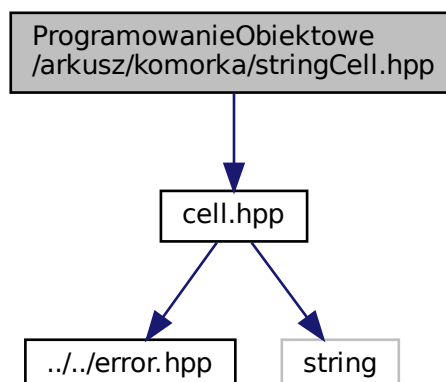 ProgramowanieObiektowe
/arkusz/komorka/stringCell.hpp
cell.hpp
../../error.hpp
string